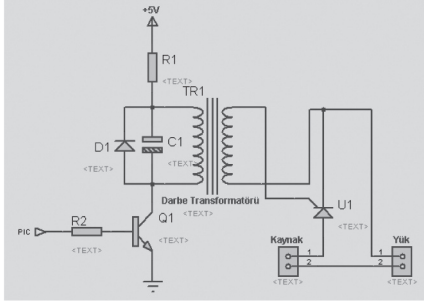 +5V
R1
<TEXT>
TR1
D1
C1
<TEXT>
<TEXT>
Darbe Transformatörü
<TEXT>
Q1
<TEXT>
PIC
R2
<TEXT>
U1
<TEXT>
Kaynak
1
2
<TEXT>
Yük
1
2
<TEXT>